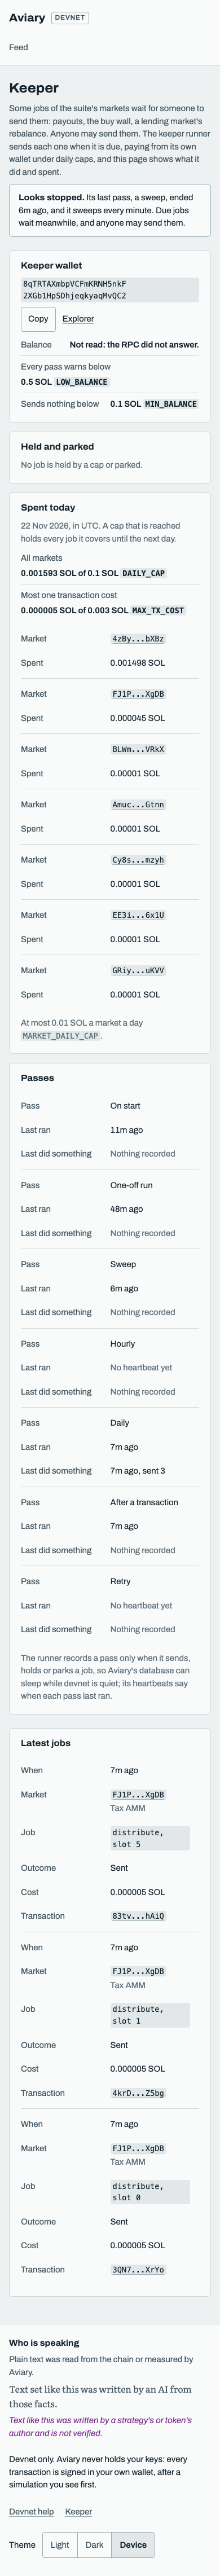 Aviary DEVNET
Feed
Keeper
Some jobs of the suite's markets wait for someone to
send them: payouts, the buy wall, a lending market's
rebalance. Anyone may send them. The keeper runner
sends each one when it is due, paying from its own
wallet under daily caps, and this page shows what it
did and spent.
Looks stopped. Its last pass, a sweep, ended
6m ago, and it sweeps every minute. Due jobs
wait meanwhile, and anyone may send them.
Keeper wallet
8qTRTAXmbpVCFmKRNH5nkF
2XGb1HpSDhjeqkyaqMvQC2
Copy Explorer
Balance Not read: the RPC did not answer.
Every pass warns below
0.5 SOL LOW_BALANCE
Sends nothing below 0.1 SOL MIN_BALANCE
Held and parked
No job is held by a cap or parked.
Spent today
22 Nov 2026, in UTC. A cap that is reached
holds every job it covers until the next day.
All markets
0.001593 SOL of 0.1 SOL DAILY_CAP
Most one transaction cost
0.000005 SOL of 0.003 SOL MAX_TX_COST
Market 4zBy...bXBz
Spent 0.001498 SOL
Market FJ1P...XgDB
Spent 0.000045 SOL
Market BLWm...VRkX
Spent 0.00001 SOL
Market Amuc...Gtnn
Spent 0.00001 SOL
Market Cy8s...mzyh
Spent 0.00001 SOL
Market EE3i...6x1U
Spent 0.00001 SOL
Market GRiy...uKVV
Spent 0.00001 SOL
At most 0.01 SOL a market a day
MARKET_DAILY_CAP.
Passes
Pass On start
Last ran 11m ago
Last did something Nothing recorded
Pass One-off run
Last ran 48m ago
Last did something Nothing recorded
Pass Sweep
Last ran 6m ago
Last did something Nothing recorded
Pass Hourly
Last ran No heartbeat yet
Last did something Nothing recorded
Pass Daily
Last ran 7m ago
Last did something 7m ago, sent 3
Pass After a transaction
Last ran 7m ago
Last did something Nothing recorded
Pass Retry
Last ran No heartbeat yet
Last did something Nothing recorded
The runner records a pass only when it sends,
holds or parks a job, so Aviary's database can
sleep while devnet is quiet; its heartbeats say
when each pass last ran.
Latest jobs
When 7m ago
Market FJ1P...XgDB
Tax AMM
Job distribute,
slot 5
Outcome Sent
Cost 0.000005 SOL
Transaction 83tv...hAiQ
When 7m ago
Market FJ1P...XgDB
Tax AMM
Job distribute,
slot 1
Outcome Sent
Cost 0.000005 SOL
Transaction 4krD...Z5bg
When 7m ago
Market FJ1P...XgDB
Tax AMM
Job distribute,
slot 0
Outcome Sent
Cost 0.000005 SOL
Transaction 3QN7...XrYo
Who is speaking
Plain text was read from the chain or measured by
Aviary.
Text set like this was written by an AI from
those facts.
Text like this was written by a strategy's or token's
author and is not verified.
Devnet only. Aviary never holds your keys: every
transaction is signed in your own wallet, after a
simulation you see first.
Devnet help Keeper
Theme Light Dark Device